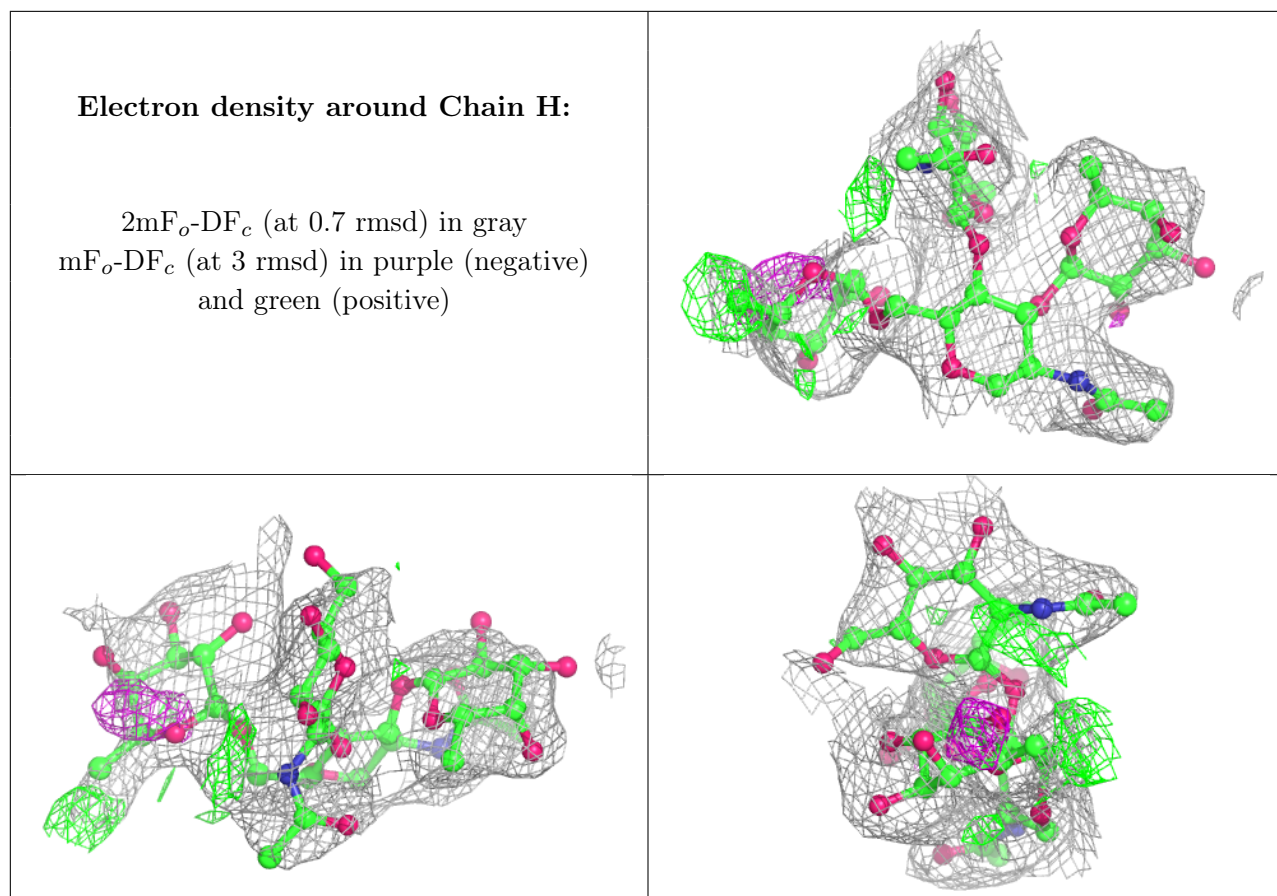 Electron density around Chain H:
2mFo-DFc (at 0.7 rmsd) in gray
mFo-DFc (at 3 rmsd) in purple (negative)
and green (positive)